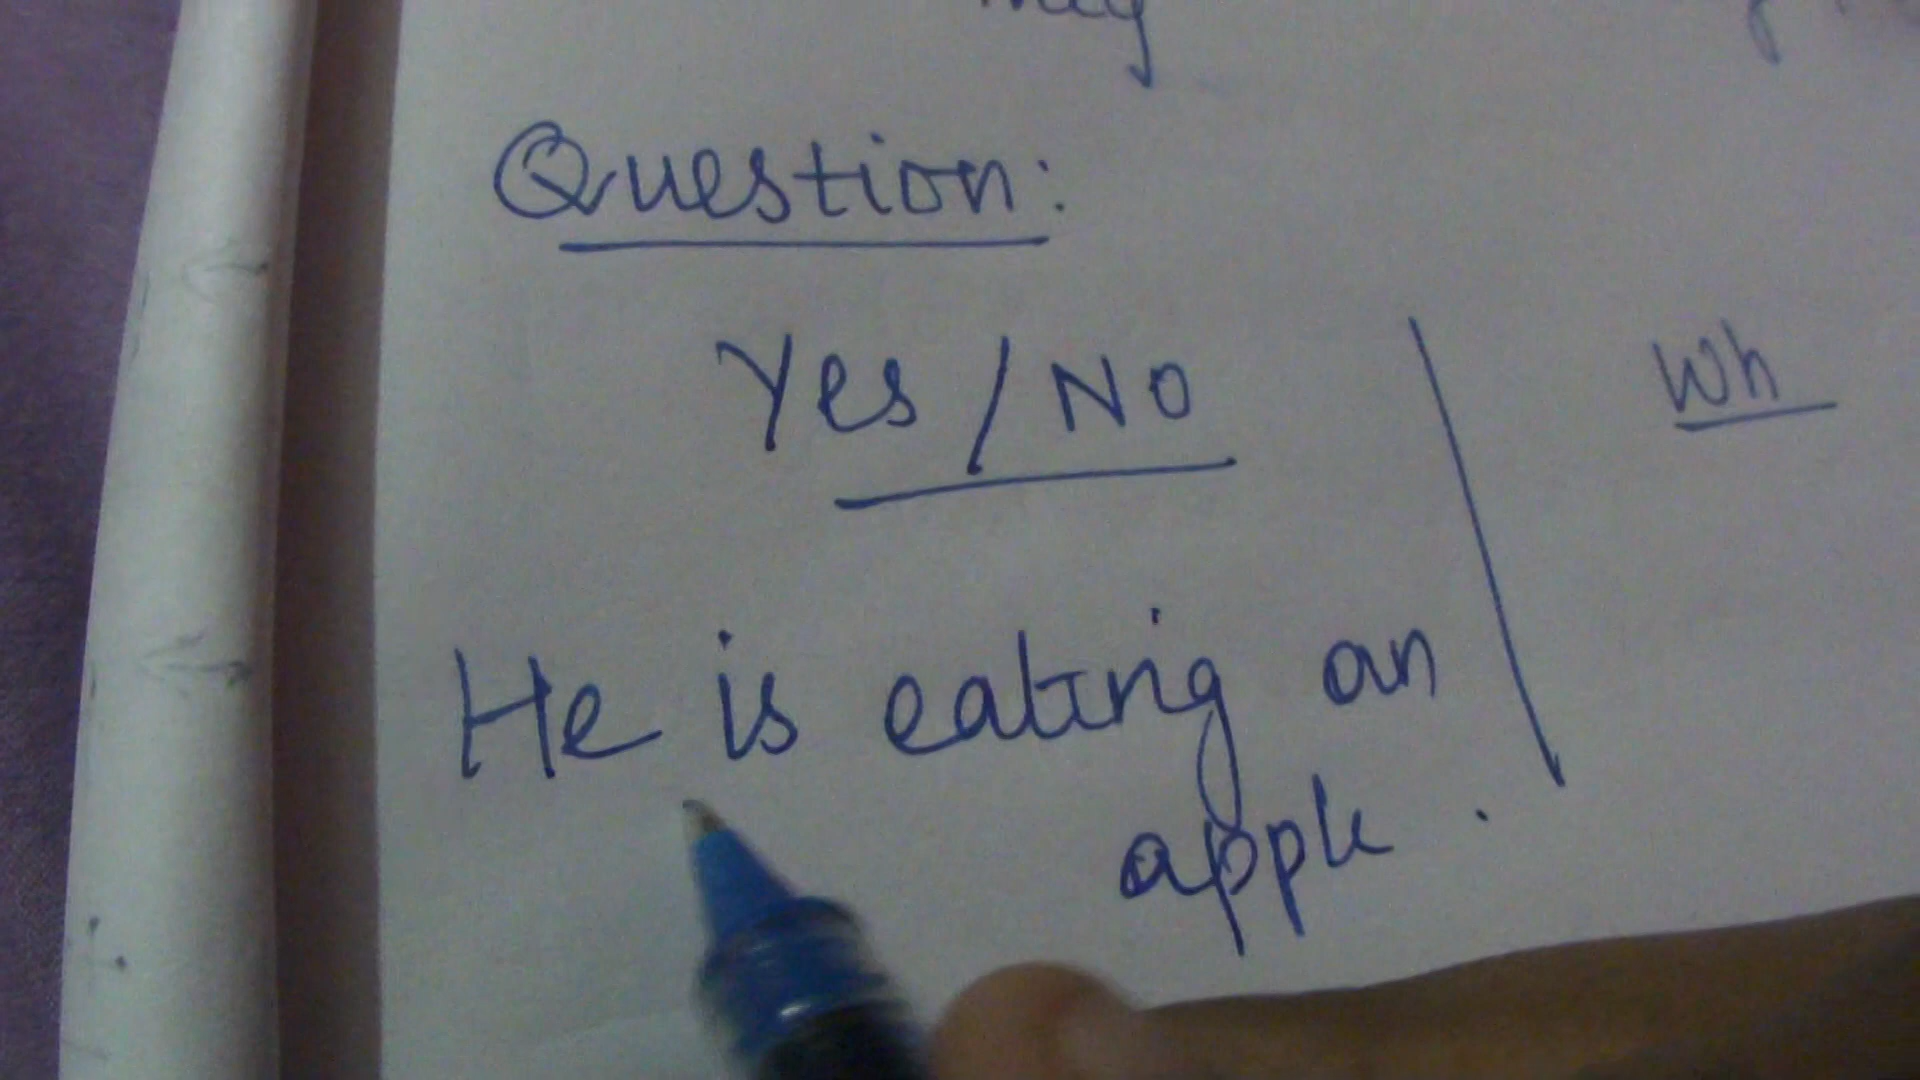 Question:
Yes / No
Wh
He is eating an
apple.